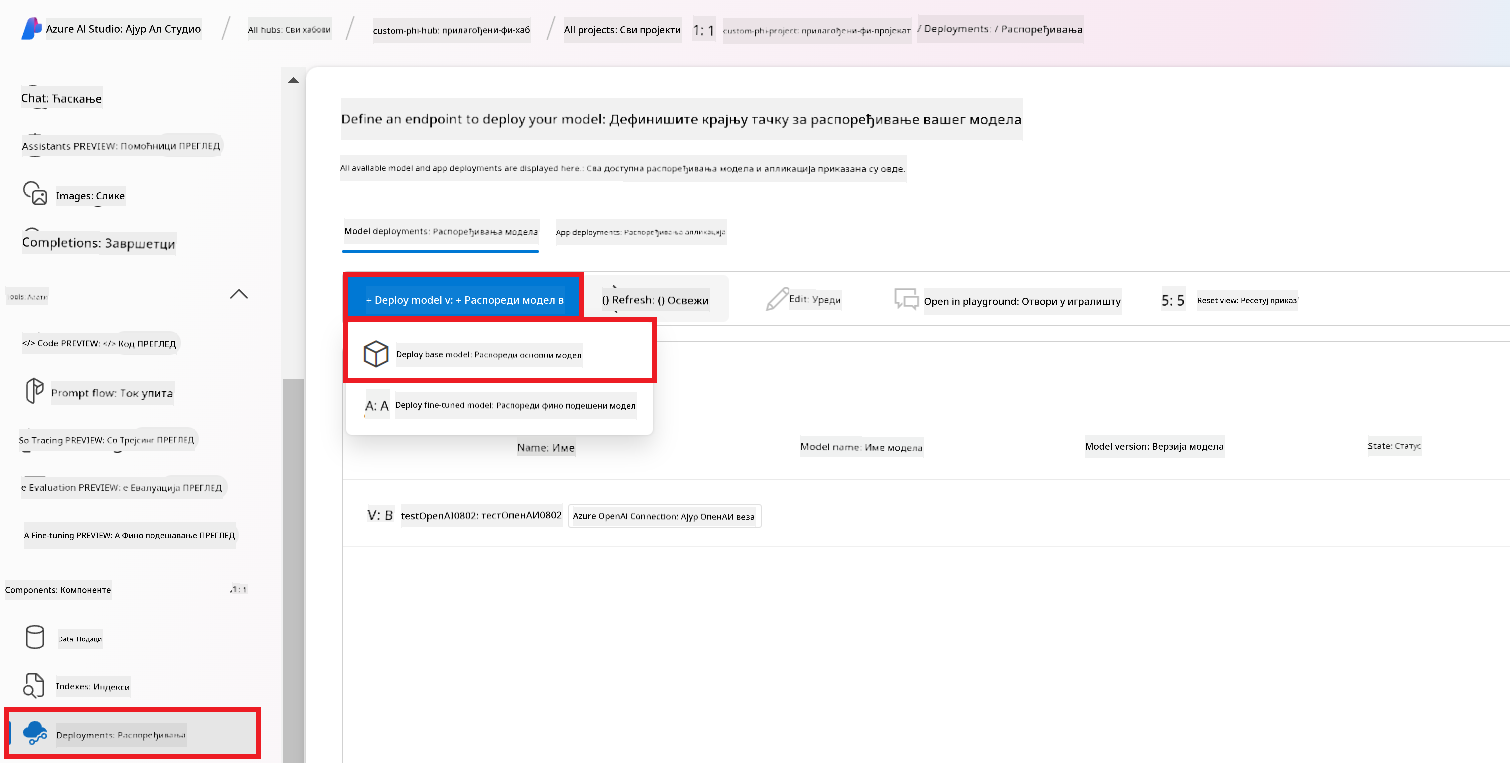 Azure AI Studio: Ајур Ал Студио / All hubs: Сви хабови / custom-phi-hub: прилагођени-фи-хаб / All projects: Сви пројекти 1: 1 custom-phi-project: прилагођени-фи-пројекат / Deployments: / Распоређивања
Chat: Ћаскање
Assistants PREVIEW: Помоћници ПРЕГЛЕД
Images: Слике
Completions: Завршетци
Tools: Алати
</> Code PREVIEW: </> Код ПРЕГЛЕД
Prompt flow: Ток упита
So Tracing PREVIEW: Со Трејсинг ПРЕГЛЕД
e Evaluation PREVIEW: е Евалуација ПРЕГЛЕД
A Fine-tuning PREVIEW: А Фино подешавање ПРЕГЛЕД
Components: Компоненте
Data: Подаци
Indexes: Индекси
Deployments: Распоређивања
Define an endpoint to deploy your model: Дефинишите крајњу тачку за распоређивање вашег модела
All available model and app deployments are displayed here.: Сва доступна распоређивања модела и апликација приказана су овде.
Model deployments: Распоређивања модела App deployments: Распоређивања апликација
+ Deploy model v: + Распореди модел в () Refresh: () Освежи Edit: Уреди Open in playground: Отвори у игралишту 5: 5 Reset view: Ресетуј приказ
Deploy base model: Распореди основни модел
A: А Deploy fine-tuned model: Распореди фино подешени модел
Name: Име Model name: Име модела Model version: Верзија модела State: Статус
V: В testOpenAI0802: тестОпенАИ0802 Azure OpenAI Connection: Ајур ОпенАИ веза